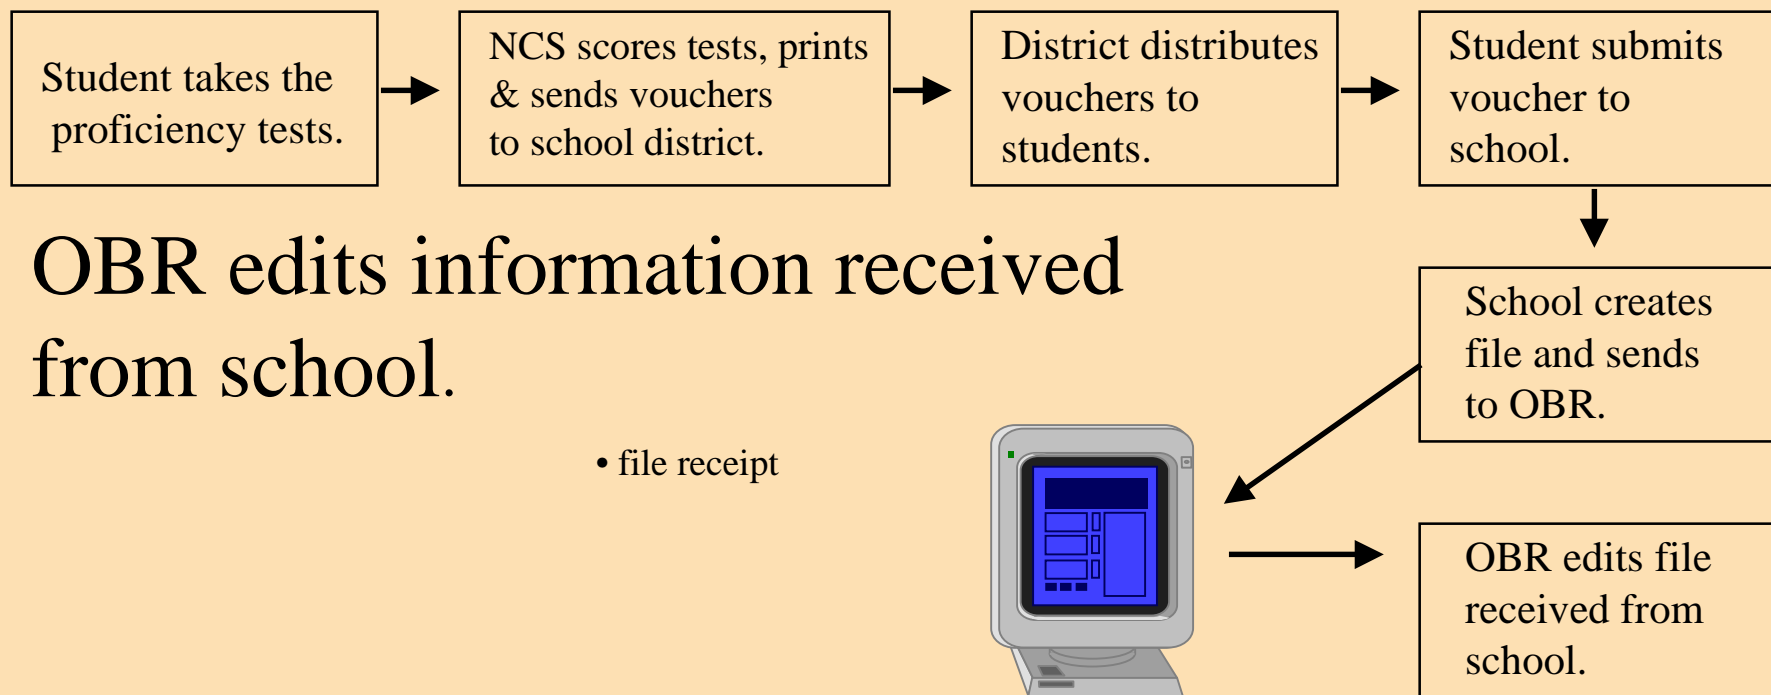 Student takes the
proficiency tests.
NCS scores tests, prints
& sends vouchers
to school district.
District distributes
vouchers to
students.
Student submits
voucher to
school.
OBR edits information received
from school.
School creates
file and sends
to OBR.
• file receipt
OBR edits file
received from
school.